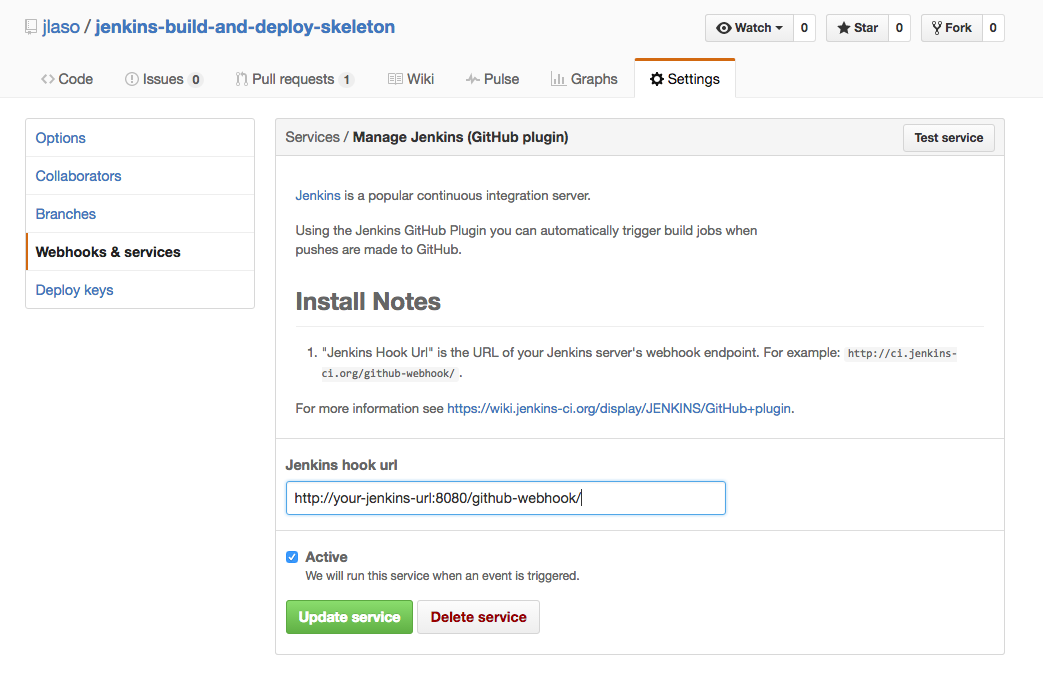 jlaso / jenkins-build-and-deploy-skeleton
Watch 0 Star 0 Fork 0
Code Issues 0 Pull requests 1 Wiki Pulse Graphs Settings
Options
Collaborators
Branches
Webhooks & services
Deploy keys
Services / Manage Jenkins (GitHub plugin)
Test service
Jenkins is a popular continuous integration server.
Using the Jenkins GitHub Plugin you can automatically trigger build jobs when
pushes are made to GitHub.
Install Notes
1. "Jenkins Hook Url" is the URL of your Jenkins server's webhook endpoint. For example: http://ci.jenkins-
ci.org/github-webhook/ .
For more information see https://wiki.jenkins-ci.org/display/JENKINS/GitHub+plugin.
Jenkins hook url
http://your-jenkins-url:8080/github-webhook/
Active
We will run this service when an event is triggered.
Update service Delete service